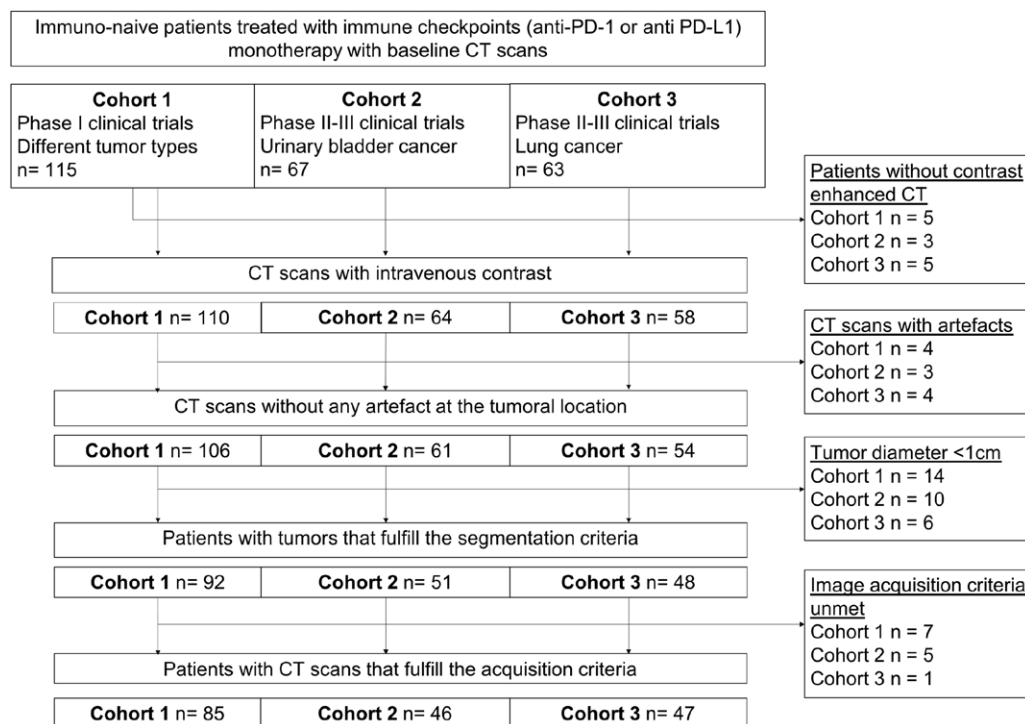 Immuno-naive patients treated with immune checkpoints (anti-PD-1 or anti PD-L1)
monotherapy with baseline CT scans
Cohort 1
Phase I clinical trials
Different tumor types
n= 115
Cohort 2
Phase II-III clinical trials
Urinary bladder cancer
n= 67
Cohort 3
Phase II-III clinical trials
Lung cancer
n= 63
Patients without contrast
enhanced CT
Cohort 1 n = 5
Cohort 2 n = 3
Cohort 3 n = 5
CT scans with intravenous contrast
Cohort 1 n= 110
Cohort 2 n= 64
Cohort 3 n= 58
CT scans with artefacts
Cohort 1 n = 4
Cohort 2 n = 3
Cohort 3 n = 4
CT scans without any artefact at the tumoral location
Cohort 1 n= 106
Cohort 2 n= 61
Cohort 3 n= 54
Tumor diameter <1cm
Cohort 1 n = 14
Cohort 2 n = 10
Cohort 3 n = 6
Patients with tumors that fulfill the segmentation criteria
Cohort 1 n= 92
Cohort 2 n= 51
Cohort 3 n= 48
Image acquisition criteria
unmet
Cohort 1 n = 7
Cohort 2 n = 5
Cohort 3 n = 1
Patients with CT scans that fulfill the acquisition criteria
Cohort 1 n= 85
Cohort 2 n= 46
Cohort 3 n= 47